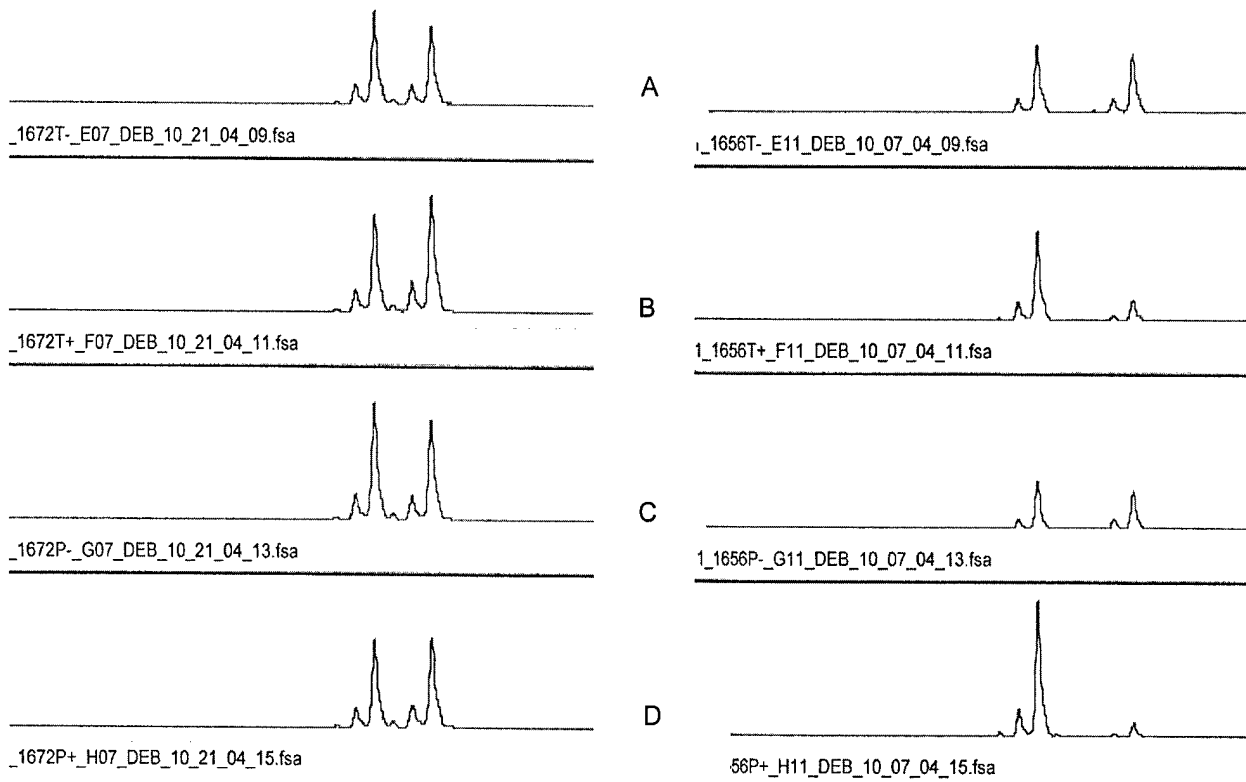 A
_1672T-_E07_DEB_10_21_04_09.fsa
ı_1656T-_E11_DEB_10_07_04_09.fsa
B
_1672T+_F07_DEB_10_21_04_11.fsa
1_1656T+_F11_DEB_10_07_04_11.fsa
C
_1672P-_G07_DEB_10_21_04_13.fsa
1_1656P-_G11_DEB_10_07_04_13.fsa
D
_1672P+_H07_DEB_10_21_04_15.fsa
56P+_H11_DEB_10_07_04_15.fsa